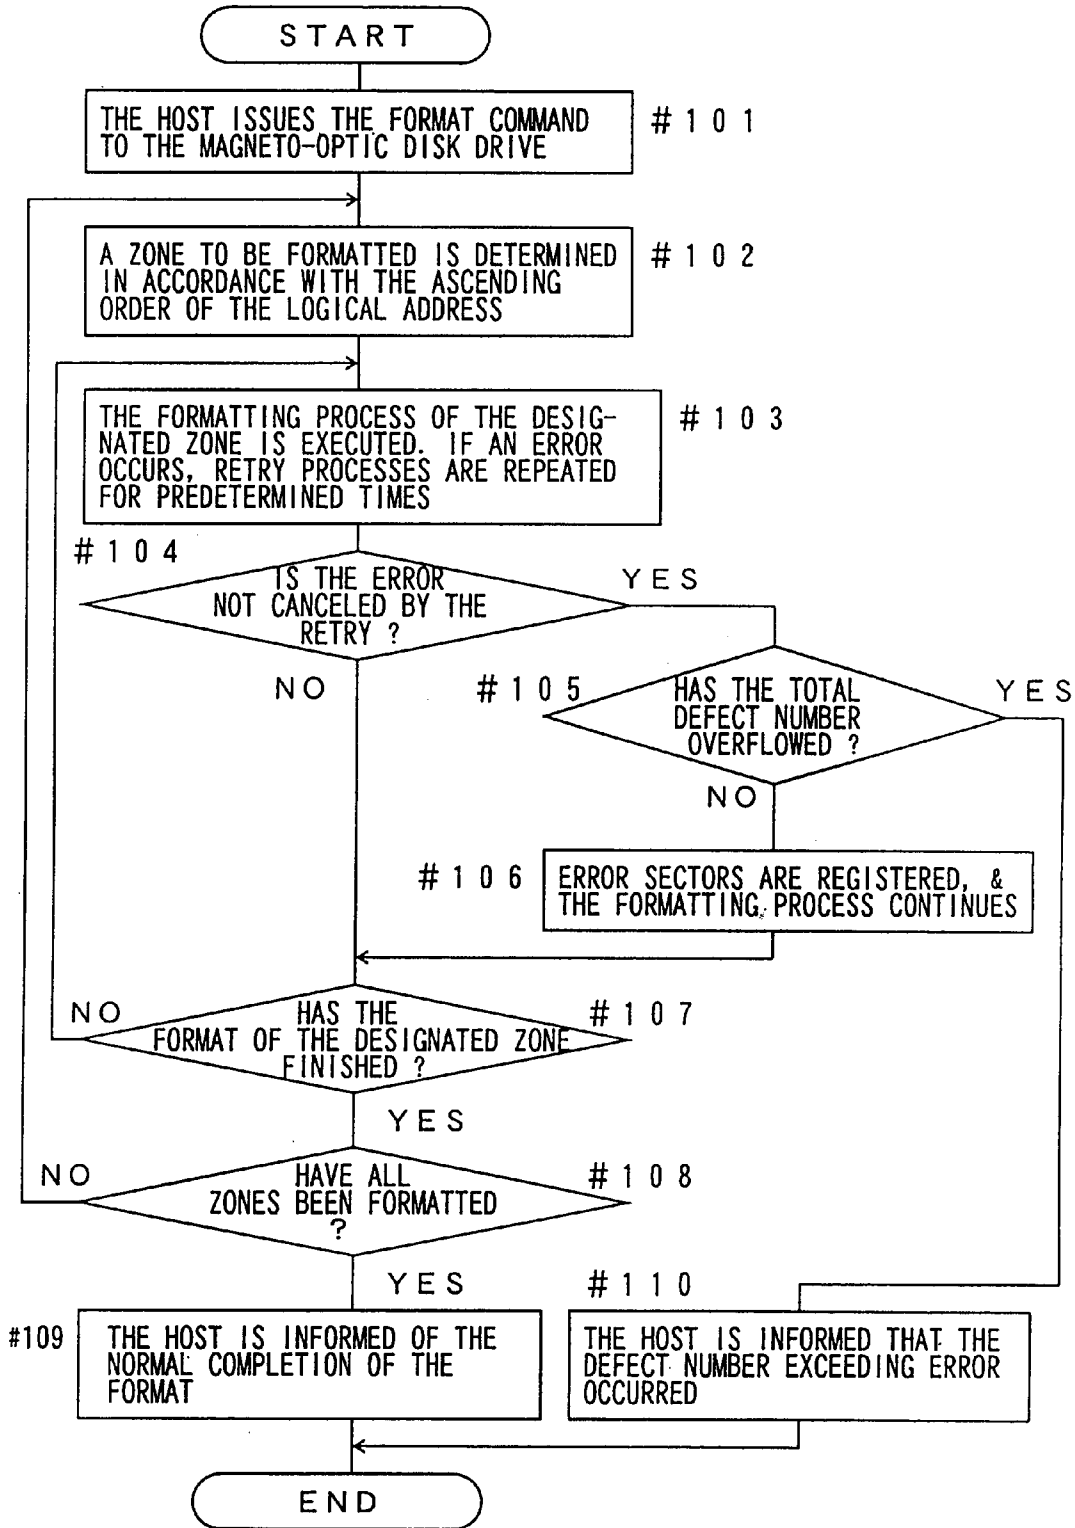 START
THE HOST ISSUES THE FORMAT COMMAND
TO THE MAGNETO-OPTIC DISK DRIVE
#101
A ZONE TO BE FORMATTED IS DETERMINED
IN ACCORDANCE WITH THE ASCENDING
ORDER OF THE LOGICAL ADDRESS
#102
THE FORMATTING PROCESS OF THE DESIG-
NATED ZONE IS EXECUTED. IF AN ERROR
OCCURS, RETRY PROCESSES ARE REPEATED
FOR PREDETERMINED TIMES
#103
#104
IS THE ERROR
NOT CANCELED BY THE
RETRY ?
YES
NO
#105
HAS THE TOTAL
DEFECT NUMBER
OVERFLOWED ?
YES
NO
#106
ERROR SECTORS ARE REGISTERED, &
THE FORMATTING PROCESS CONTINUES
NO
HAS THE
FORMAT OF THE DESIGNATED ZONE
FINISHED ?
#107
YES
NO
HAVE ALL
ZONES BEEN FORMATTED
?
#108
YES
#109
THE HOST IS INFORMED OF THE
NORMAL COMPLETION OF THE
FORMAT
#110
THE HOST IS INFORMED THAT THE
DEFECT NUMBER EXCEEDING ERROR
OCCURRED
END